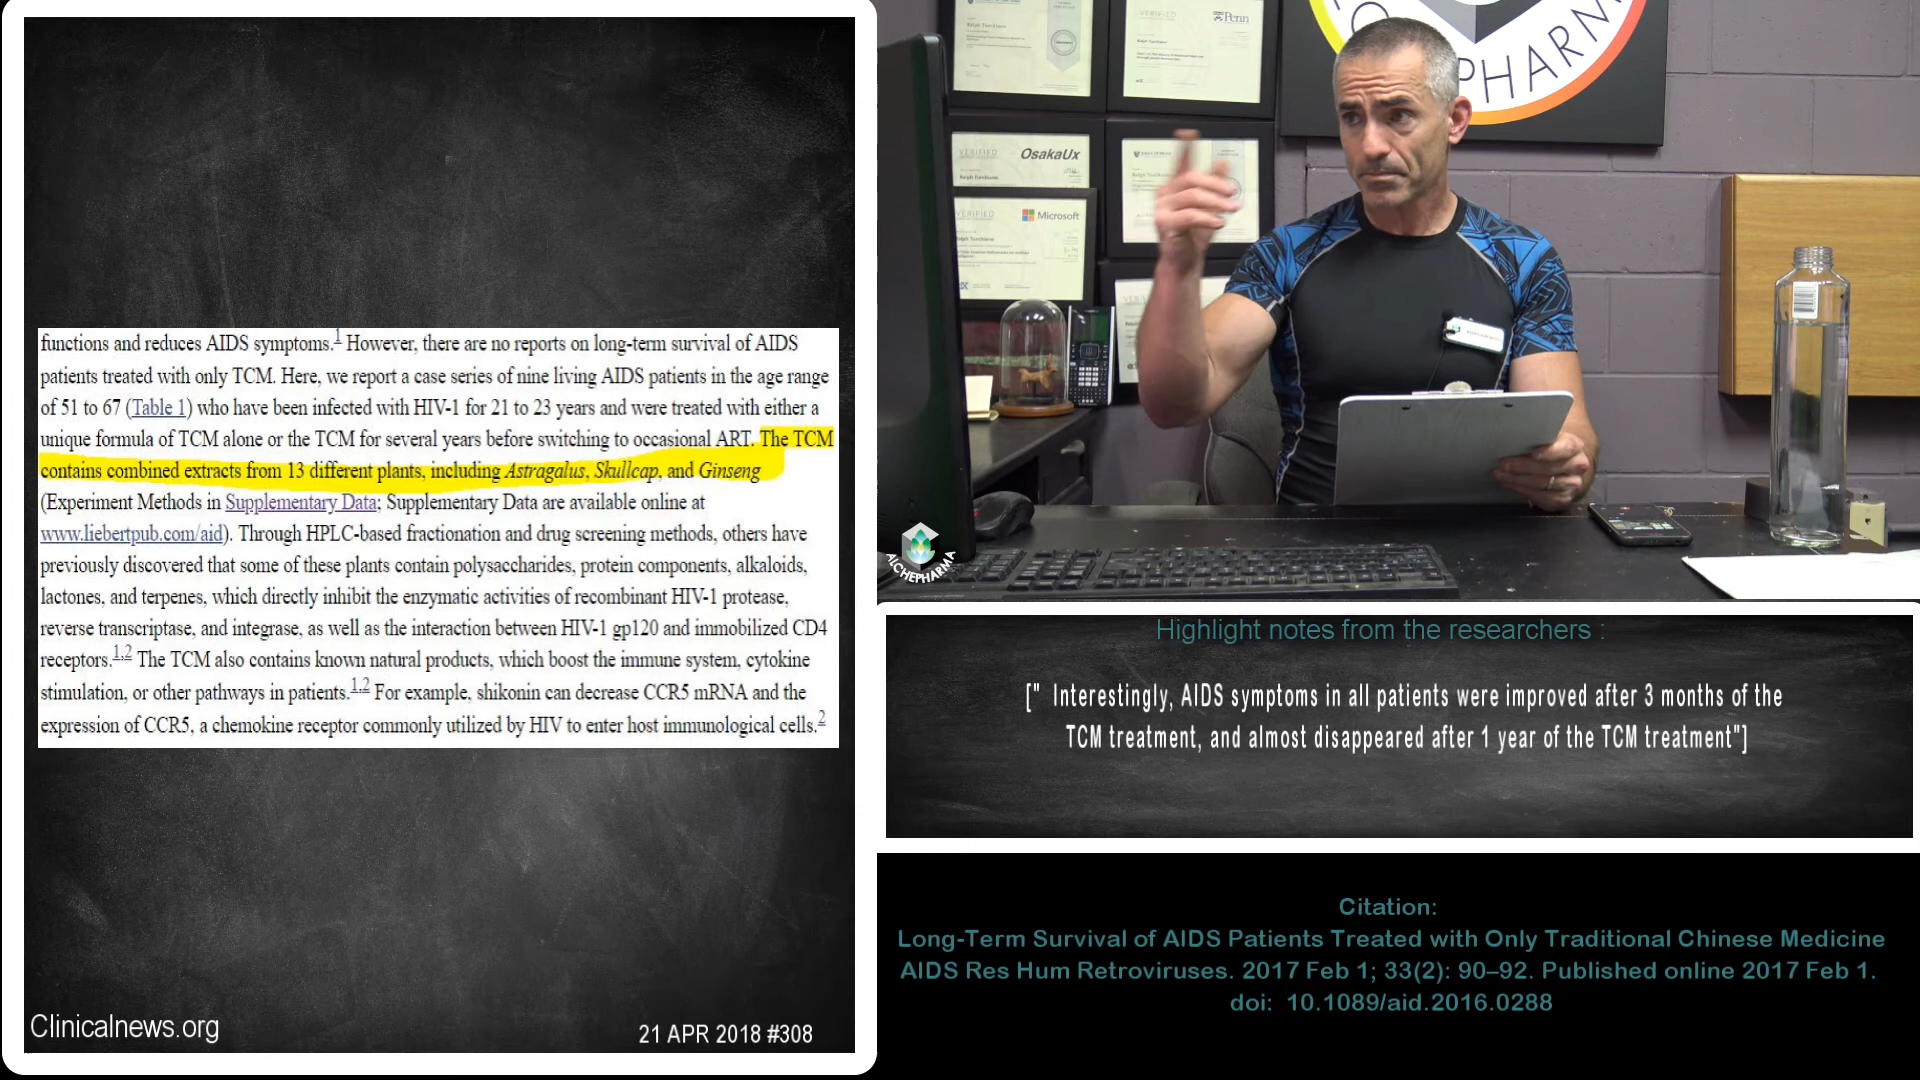 functions and reduces AIDS symptoms.1 However, there are no reports on long-term survival of AIDS
patients treated with only TCM. Here, we report a case series of nine living AIDS patients in the age range
of 51 to 67 (Table 1) who have been infected with HIV-1 for 21 to 23 years and were treated with either a
unique formula of TCM alone or the TCM for several years before switching to occasional ART. The TCM
contains combined extracts from 13 different plants, including Astragalus, Skullcap, and Ginseng
(Experiment Methods in Supplementary Data; Supplementary Data are available online at
www.liebertpub.com/aid). Through HPLC-based fractionation and drug screening methods, others have
previously discovered that some of these plants contain polysaccharides, protein components, alkaloids,
lactones, and terpenes, which directly inhibit the enzymatic activities of recombinant HIV-1 protease,
reverse transcriptase, and integrase, as well as the interaction between HIV-1 gp120 and immobilized CD4
receptors.1,2 The TCM also contains known natural products, which boost the immune system, cytokine
stimulation, or other pathways in patients.1,2 For example, shikonin can decrease CCR5 mRNA and the
expression of CCR5, a chemokine receptor commonly utilized by HIV to enter host immunological cells.2
Clinicalnews.org
21 APR 2018 #308
VERIFIED
Penn
PHARM
VERIFIED
OsakaUx
VERIFIED
Microsoft
ALCHEPHARMA
Highlight notes from the researchers :
[" Interestingly, AIDS symptoms in all patients were improved after 3 months of the
TCM treatment, and almost disappeared after 1 year of the TCM treatment"]
Citation:
Long-Term Survival of AIDS Patients Treated with Only Traditional Chinese Medicine
AIDS Res Hum Retroviruses. 2017 Feb 1; 33(2): 90–92. Published online 2017 Feb 1.
doi: 10.1089/aid.2016.0288